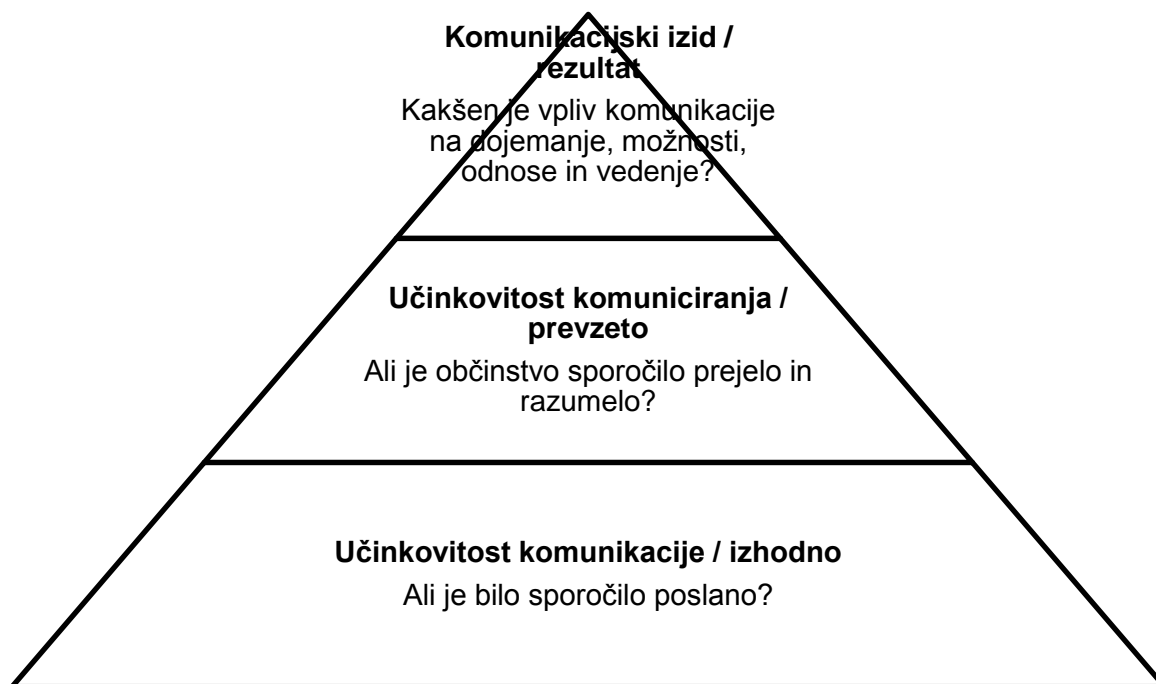 Komunikacijski izid /
rezultat
Kakšen je vpliv komunikacije
na dojemanje, možnosti,
odnose in vedenje?
Učinkovitost komuniciranja /
prevzeto
Ali je občinstvo sporočilo prejelo in
razumelo?
Učinkovitost komunikacije / izhodno
Ali je bilo sporočilo poslano?